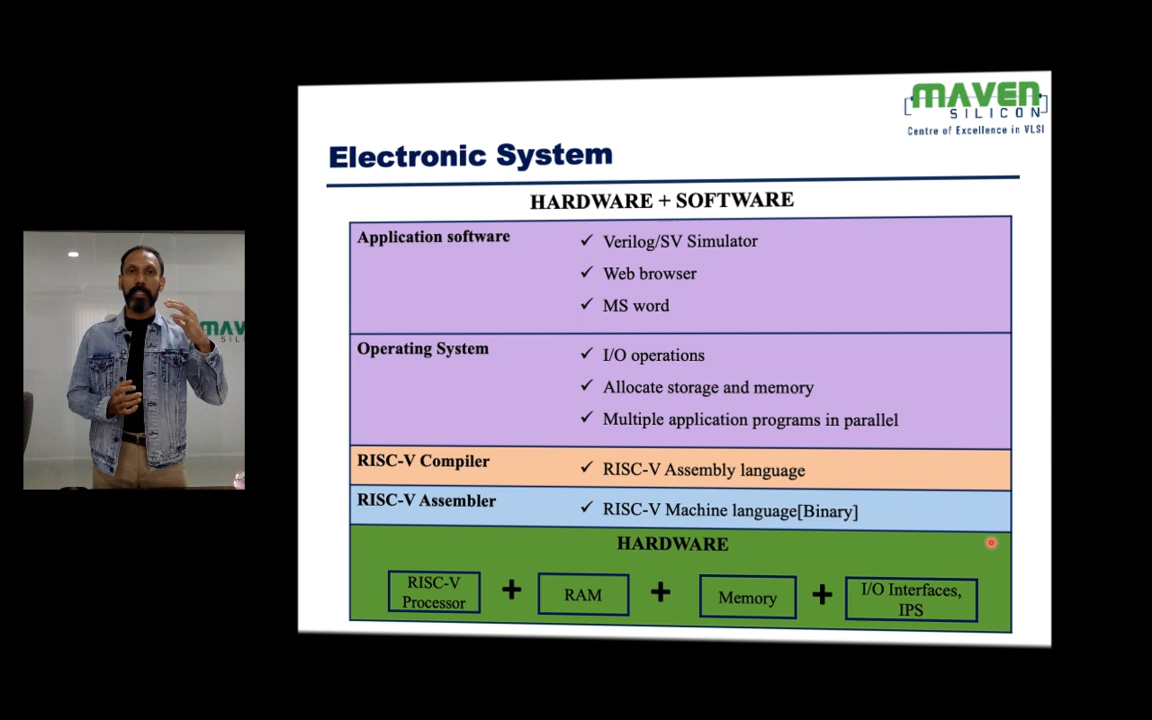 MAVEN
SILICON
Centre of Excellence in VLSI
Electronic System
HARDWARE + SOFTWARE
Application software
✓ Verilog/SV Simulator
✓ Web browser
✓ MS word
Operating System
✓ I/O operations
✓ Allocate storage and memory
✓ Multiple application programs in parallel
RISC-V Compiler
✓ RISC-V Assembly language
RISC-V Assembler
✓ RISC-V Machine language[Binary]
HARDWARE
RISC-V
Processor
+
RAM
+
Memory
+
I/O Interfaces,
IPS
MAV
SIL